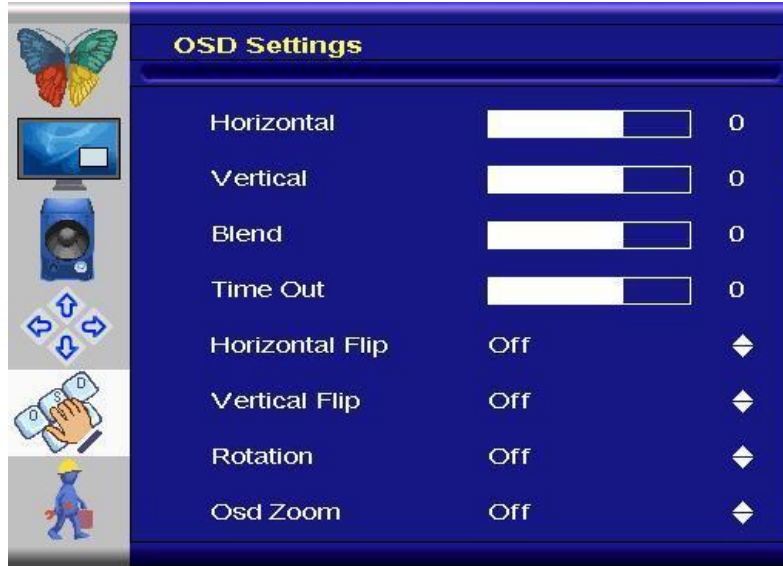 OSD Settings
Horizontal 0
Vertical 0
Blend 0
Time Out 0
Horizontal Flip Off
Vertical Flip Off
O S D
Rotation Off
Osd Zoom Off